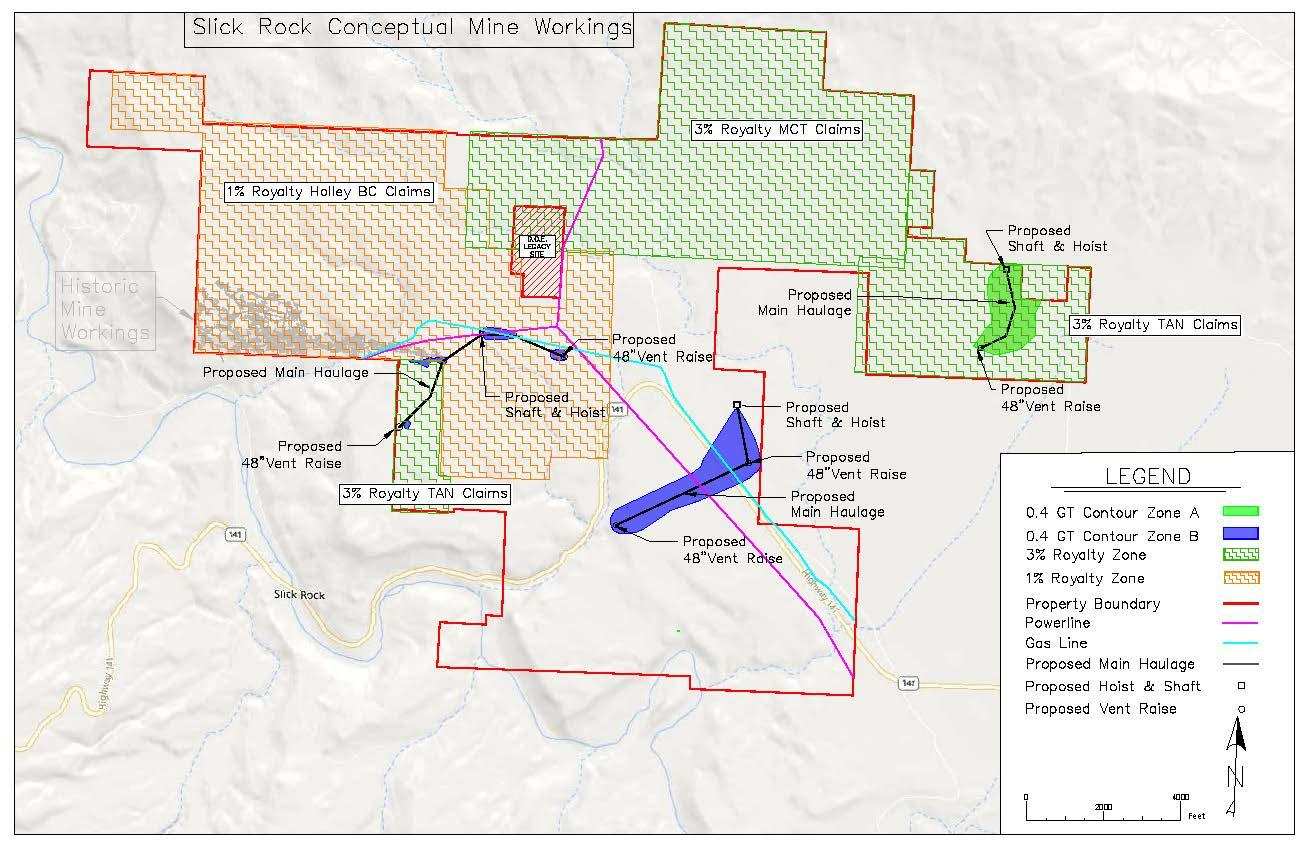 Slick Rock Conceptual Mine Workings
3% Royalty MCT Claims
1% Royalty Holley BC Claims
D.O.E.
LEGACY
SITE
Proposed
Shaft & Hoist
Historic
Mine
Workings
Proposed
Main Haulage
3% Royalty TAN Claims
Proposed
48"Vent Raise
Proposed Main Haulage
Proposed
48"Vent Raise
Proposed
Shaft & Hoist
141
Proposed
Shaft & Hoist
Proposed
48"Vent Raise
Proposed
48"Vent Raise
3% Royalty TAN Claims
Proposed
Main Haulage
141
Proposed
48"Vent Raise
Slick Rock
Highway 141
Highway 141
141
LEGEND
0.4 GT Contour Zone A
0.4 GT Contour Zone B
3% Royalty Zone
1% Royalty Zone
Property Boundary
Powerline
Gas Line
Proposed Main Haulage
Proposed Hoist & Shaft
Proposed Vent Raise
N
0
2000
4000
Feet